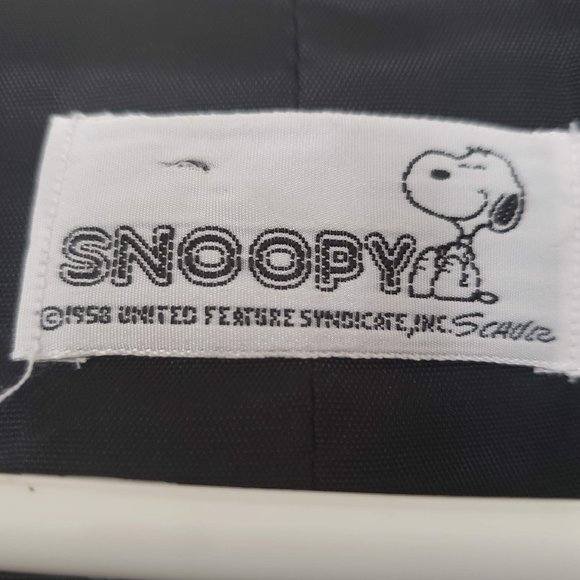 SNOOPY
©1958 UNITED FEATURE SYNDICATE, INC. SCHULZ